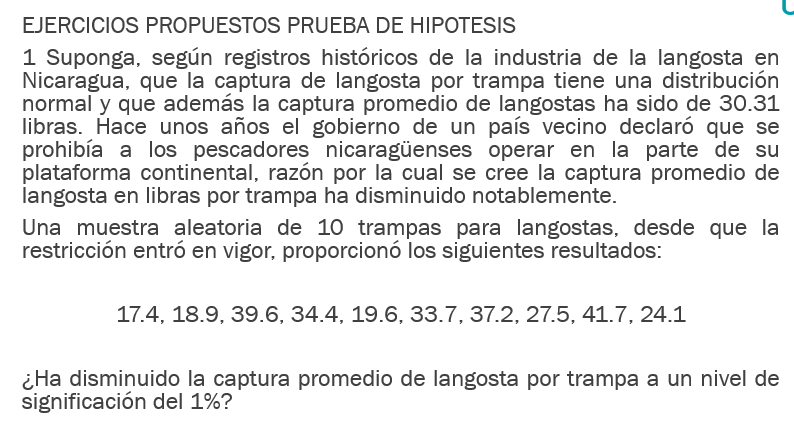 EJERCICIOS PROPUESTOS PRUEBA DE HIPOTESIS
1 Suponga, según registros históricos de la industria de la langosta en
Nicaragua, que la captura de langosta por trampa tiene una distribución
normal y que además la captura promedio de langostas ha sido de 30.31
libras. Hace unos años el gobierno de un país vecino declaró que se
prohibía a los pescadores nicaragüenses operar en la parte de su
plataforma continental, razón por la cual se cree la captura promedio de
langosta en libras por trampa ha disminuido notablemente.
Una muestra aleatoria de 10 trampas para langostas, desde que la
restricción entró en vigor, proporcionó los siguientes resultados:
17.4, 18.9, 39.6, 34.4, 19.6, 33.7, 37.2, 27.5, 41.7, 24.1
¿Ha disminuido la captura promedio de langosta por trampa a un nivel de
significación del 1%?